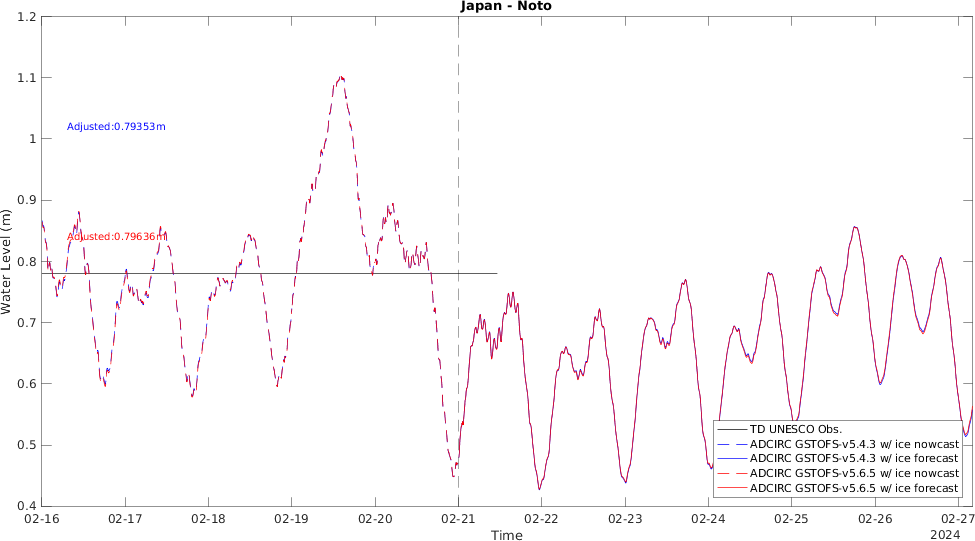 Japan - Noto
1.2
1.1
1
0.9
0.8
0.7
0.6
0.5
0.4
Water Level (m)
Adjusted:0.79353m
Adjusted:0.79636m
TD UNESCO Obs.
ADCIRC GSTOFS-v5.4.3 w/ ice nowcast
ADCIRC GSTOFS-v5.4.3 w/ ice forecast
ADCIRC GSTOFS-v5.6.5 w/ ice nowcast
ADCIRC GSTOFS-v5.6.5 w/ ice forecast
02-16 02-17 02-18 02-19 02-20 02-21 02-22 02-23 02-24 02-25 02-26 02-27
Time
2024